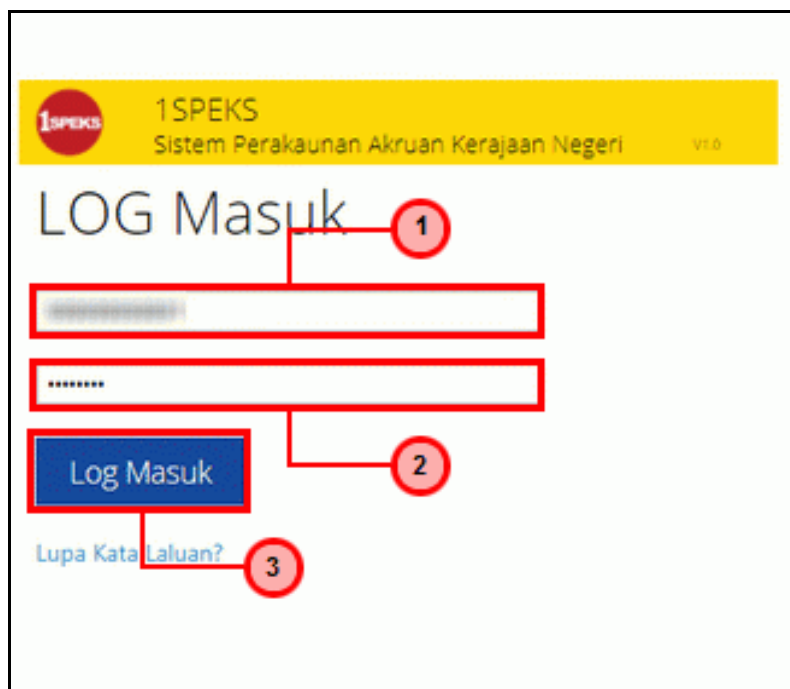 1SPEKS
1SPEKS
Sistem Perakaunan Akruan Kerajaan Negeri V1.0
LOG Masuk
1
••••••••
Log Masuk
2
Lupa Kata Laluan?
3